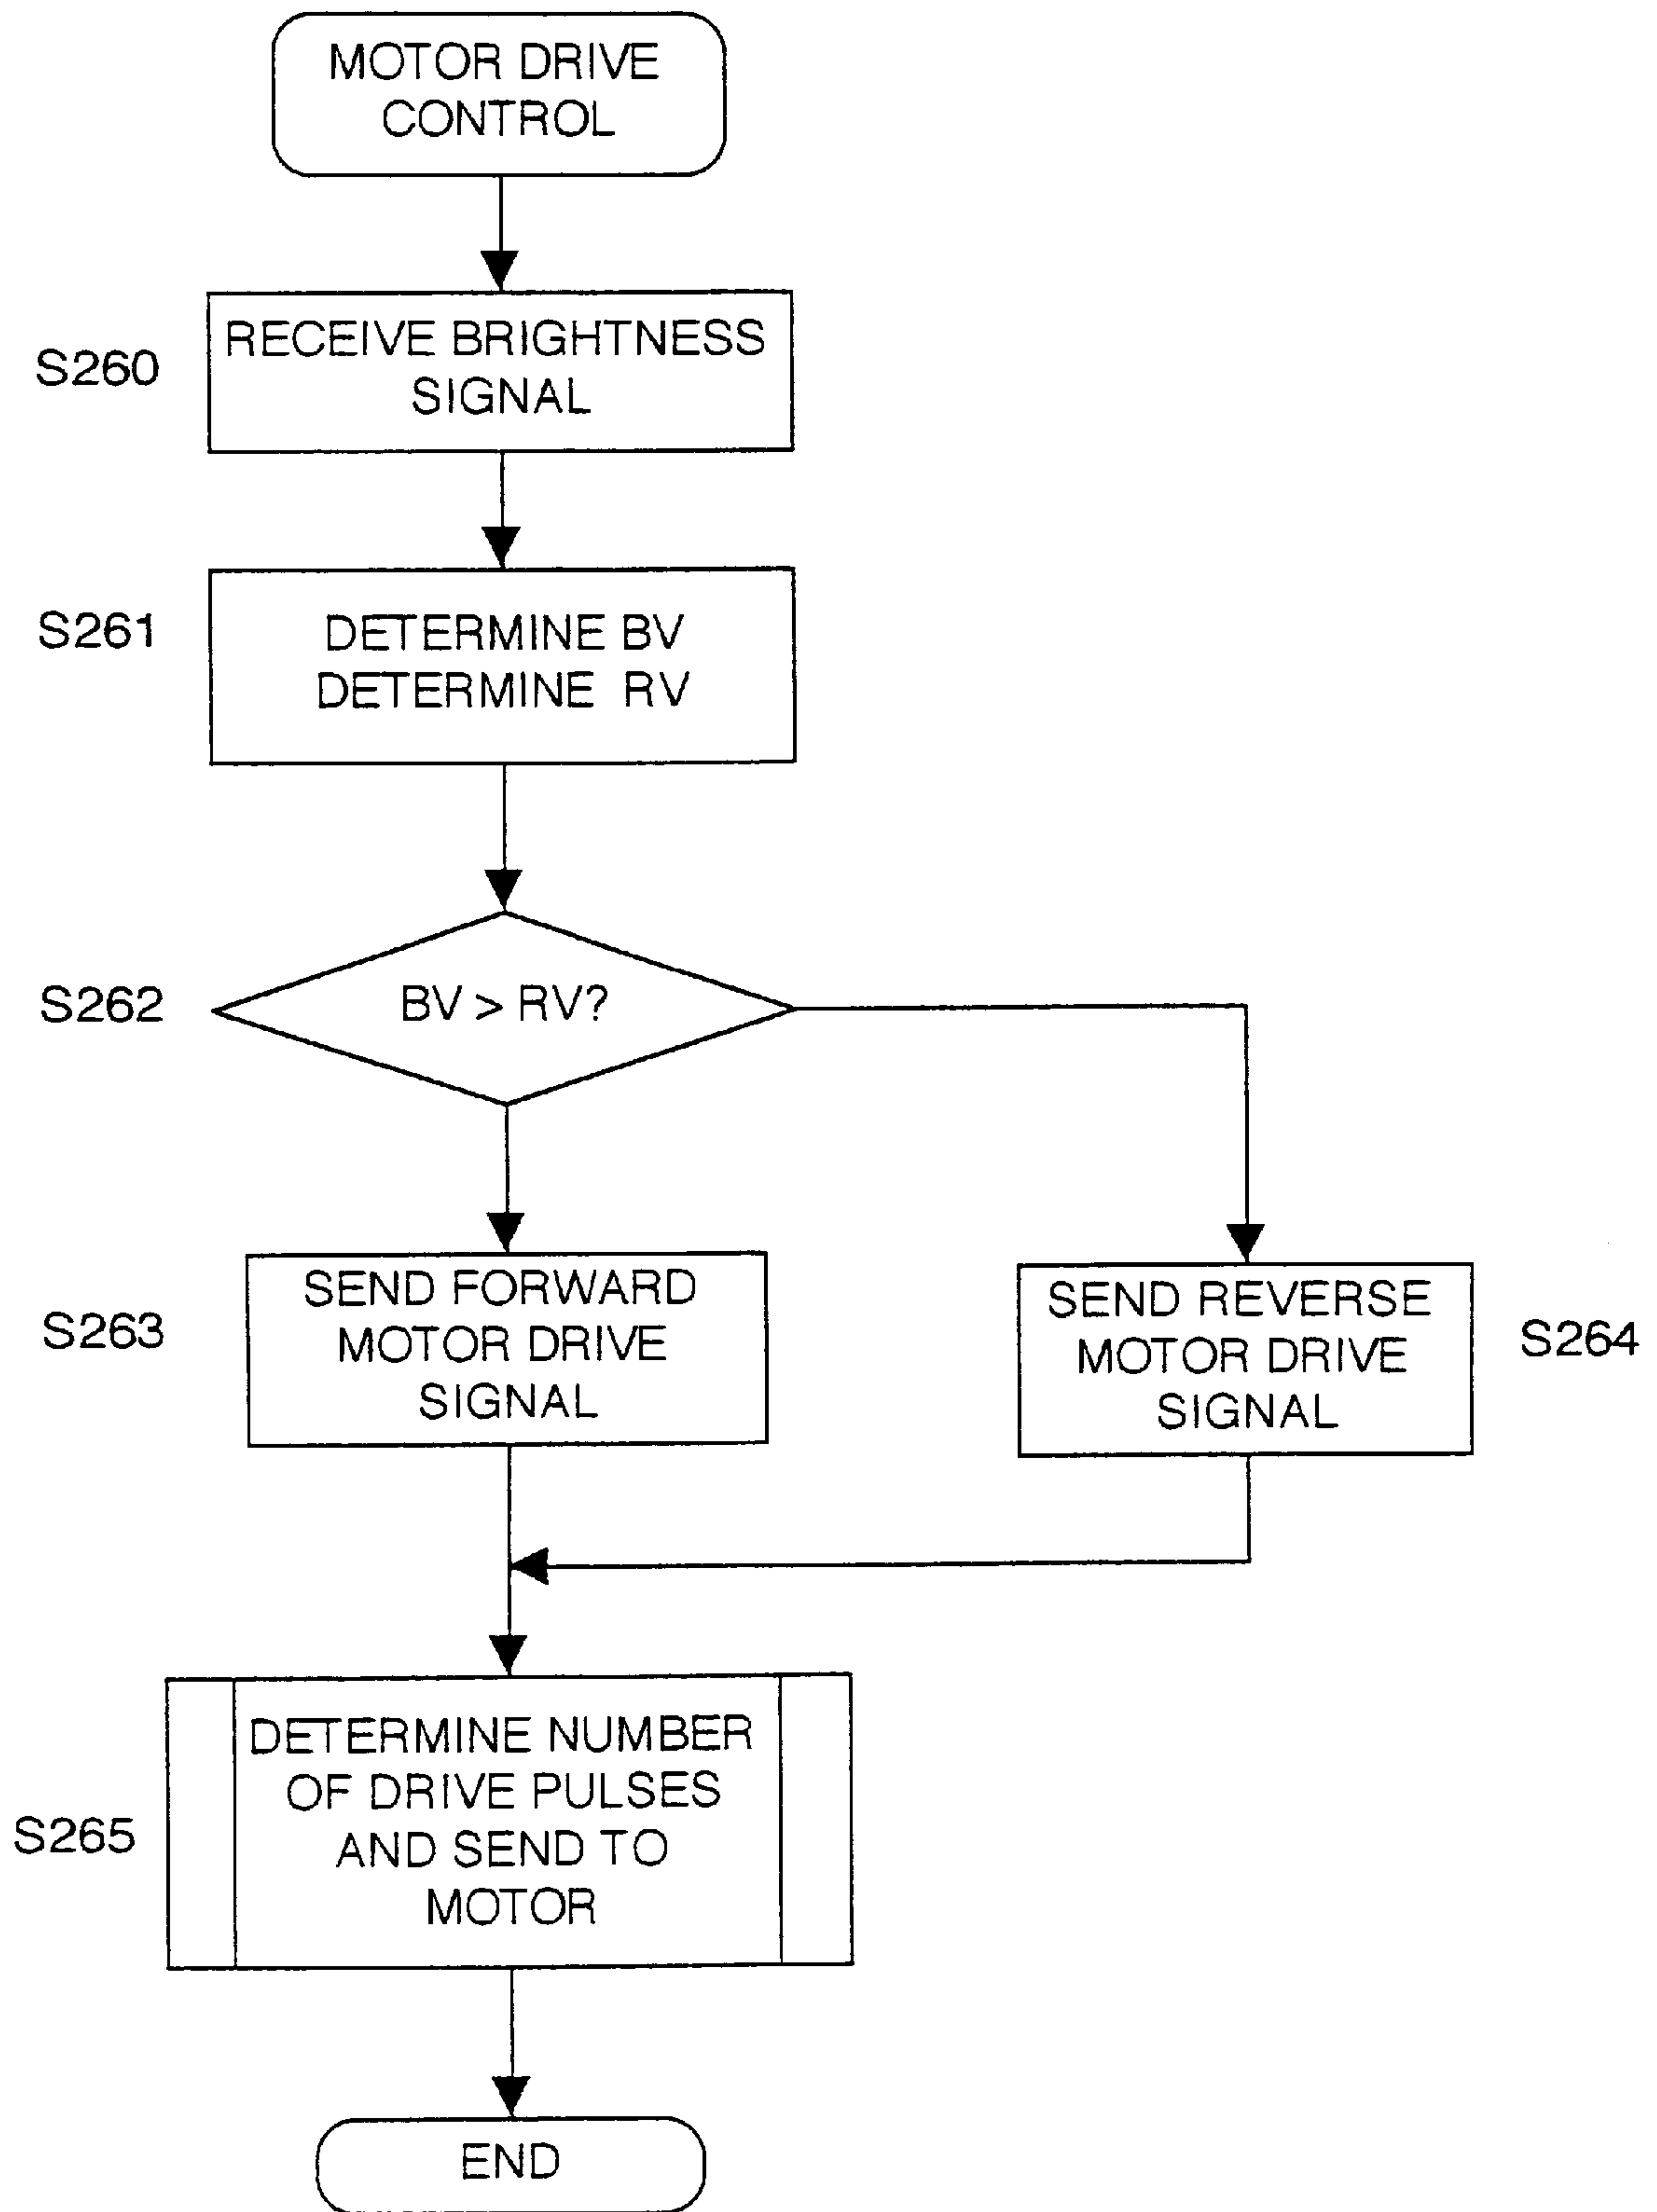 MOTOR DRIVE
CONTROL
S260
RECEIVE BRIGHTNESS
SIGNAL
S261
DETERMINE BV
DETERMINE RV
S262
BV > RV?
S263
SEND FORWARD
MOTOR DRIVE
SIGNAL
SEND REVERSE
MOTOR DRIVE
SIGNAL
S264
S265
DETERMINE NUMBER
OF DRIVE PULSES
AND SEND TO
MOTOR
END